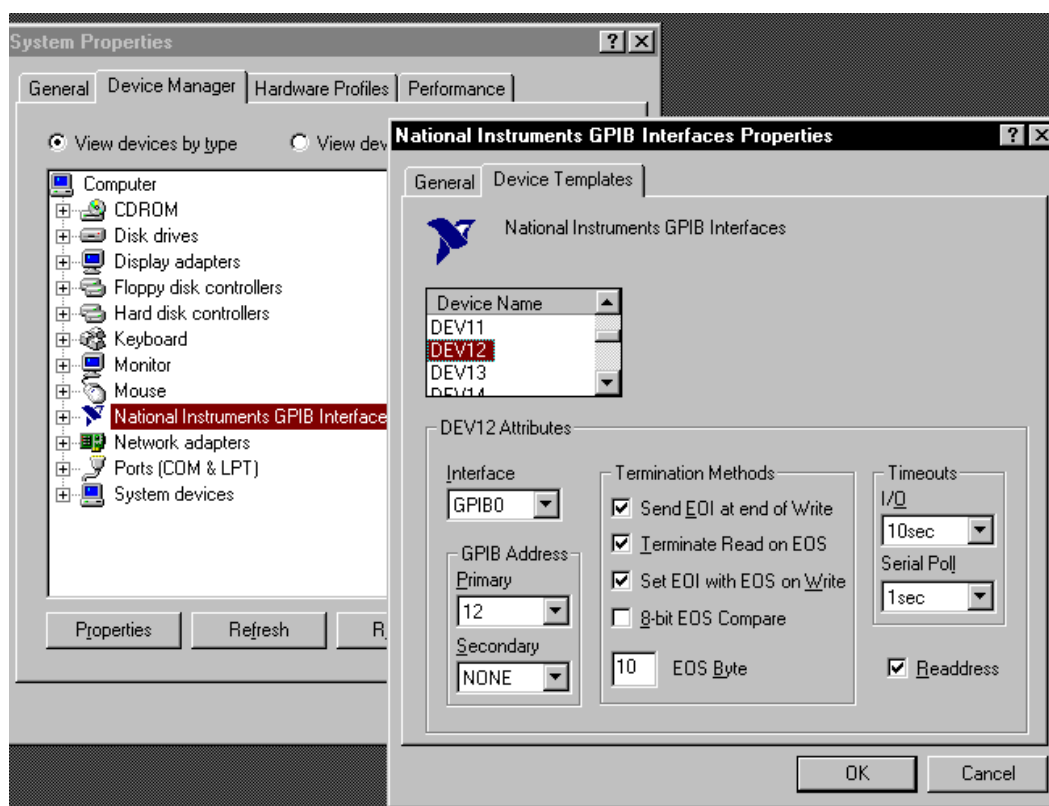 System Properties
General Device Manager Hardware Profiles Performance
View devices by type View dev
Computer
CDROM
Disk drives
Display adapters
Floppy disk controllers
Hard disk controllers
Keyboard
Monitor
Mouse
National Instruments GPIB Interface
Network adapters
Ports (COM & LPT)
System devices
Properties Refresh R
National Instruments GPIB Interfaces Properties
General Device Templates
National Instruments GPIB Interfaces
Device Name
DEV11
DEV12
DEV13
DEV14
DEV12 Attributes
Interface
GPIB0
GPIB Address
Primary
12
Secondary
NONE
Termination Methods
Send EOI at end of Write
Terminate Read on EOS
Set EOI with EOS on Write
8-bit EOS Compare
10 EOS Byte
Timeouts
I/O
10sec
Serial Poll
1sec
Readdress
OK Cancel